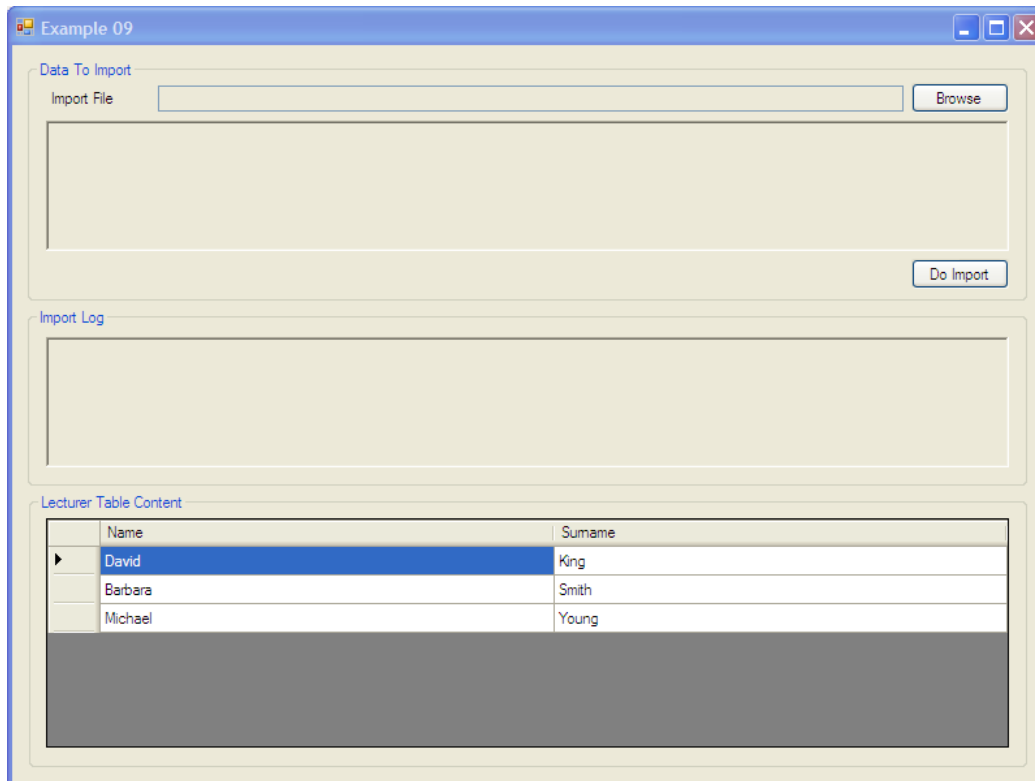 Example 09
Data To Import
Import File Browse
Do Import
Import Log
Lecturer Table Content
Name Surname
David King
Barbara Smith
Michael Young